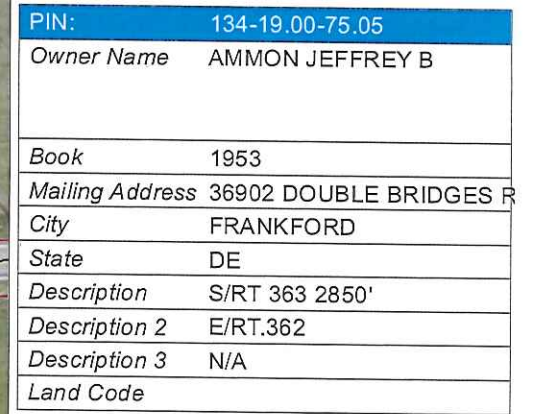 PIN: 134-19.00-75.05
Owner Name AMMON JEFFREY B
Book 1953
Mailing Address 36902 DOUBLE BRIDGES R
City FRANKFORD
State DE
Description S/RT 363 2850'
Description 2 E/RT.362
Description 3 N/A
Land Code